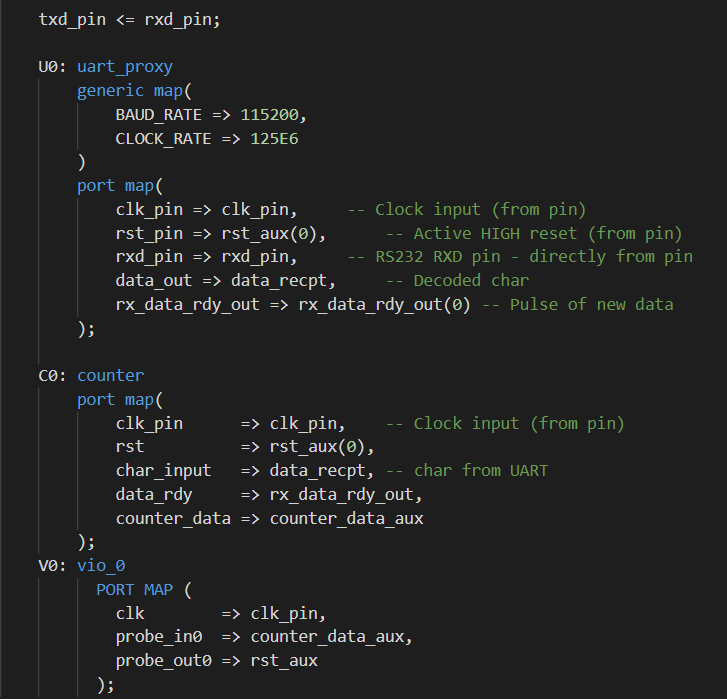 txd_pin <= rxd_pin;
U0: uart_proxy
generic map(
BAUD_RATE => 115200,
CLOCK_RATE => 125E6
)
port map(
clk_pin => clk_pin, -- Clock input (from pin)
rst_pin => rst_aux(0), -- Active HIGH reset (from pin)
rxd_pin => rxd_pin, -- RS232 RXD pin - directly from pin
data_out => data_recpt, -- Decoded char
rx_data_rdy_out => rx_data_rdy_out(0) -- Pulse of new data
);
C0: counter
port map(
clk_pin => clk_pin, -- Clock input (from pin)
rst => rst_aux(0),
char_input => data_recpt, -- char from UART
data_rdy => rx_data_rdy_out,
counter_data => counter_data_aux
);
V0: vio_0
PORT MAP (
clk => clk_pin,
probe_in0 => counter_data_aux,
probe_out0 => rst_aux
);